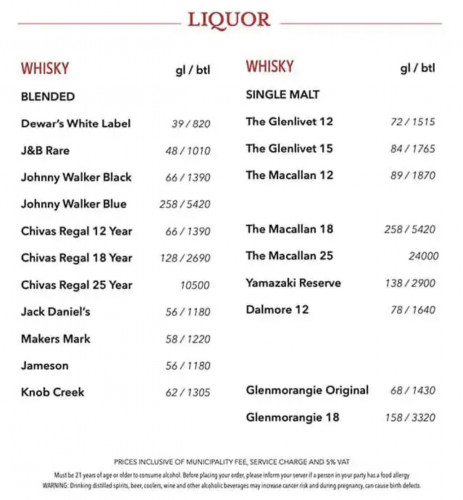 LIQUOR
WHISKY gl / btl
BLENDED
Dewar's White Label 39 / 820
J&B Rare 48 / 1010
Johnny Walker Black 66 / 1390
Johnny Walker Blue 258 / 5420
Chivas Regal 12 Year 66 / 1390
Chivas Regal 18 Year 128 / 2690
Chivas Regal 25 Year 10500
Jack Daniel's 56 / 1180
Makers Mark 58 / 1220
Jameson 56 / 1180
Knob Creek 62 / 1305
WHISKY gl / btl
SINGLE MALT
The Glenlivet 12 72 / 1515
The Glenlivet 15 84 / 1765
The Macallan 12 89 / 1870
The Macallan 18 258 / 5420
The Macallan 25 24000
Yamazaki Reserve 138 / 2900
Dalmore 12 78 / 1640
Glenmorangie Original 68 / 1430
Glenmorangie 18 158 / 3320
PRICES INCLUSIVE OF MUNICIPALITY FEE, SERVICE CHARGE AND 5% VAT
Must be 21 years of age or older to consume alcohol. Before placing your order, please inform your server if a person in your party has a food allergy
WARNING: Drinking distilled spirits, beer, coolers, wine and other alcoholic beverages may increase cancer risk and during pregnancy, can cause birth defects.